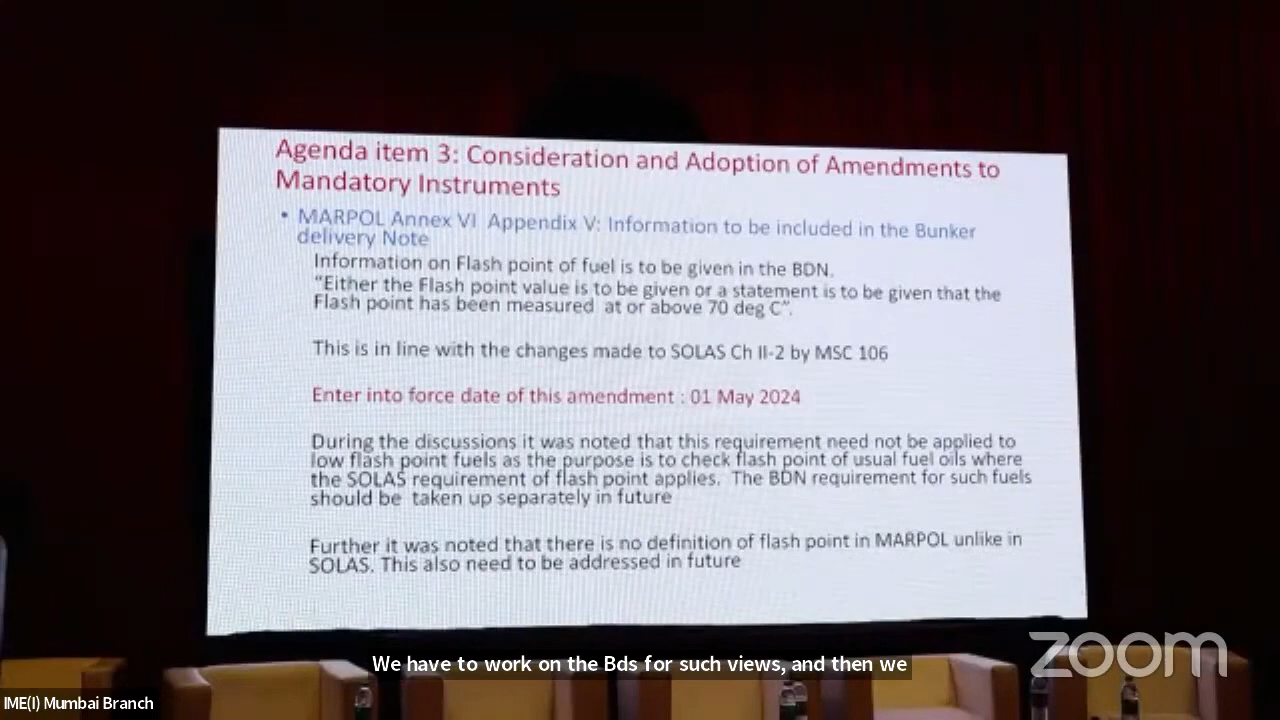 Agenda item 3: Consideration and Adoption of Amendments to
Mandatory Instruments
• MARPOL Annex VI Appendix V: Information to be included in the Bunker
delivery Note
Information on Flash point of fuel is to be given in the BDN.
“Either the Flash point value is to be given or a statement is to be given that the
Flash point has been measured at or above 70 deg C”.
This is in line with the changes made to SOLAS Ch II-2 by MSC 106
Enter into force date of this amendment : 01 May 2024
During the discussions it was noted that this requirement need not be applied to
low flash point fuels as the purpose is to check flash point of usual fuel oils where
the SOLAS requirement of flash point applies. The BDN requirement for such fuels
should be taken up separately in future
Further it was noted that there is no definition of flash point in MARPOL unlike in
SOLAS. This also need to be addressed in future
We have to work on the Bds for such views, and then we
zoom
IME(I) Mumbai Branch